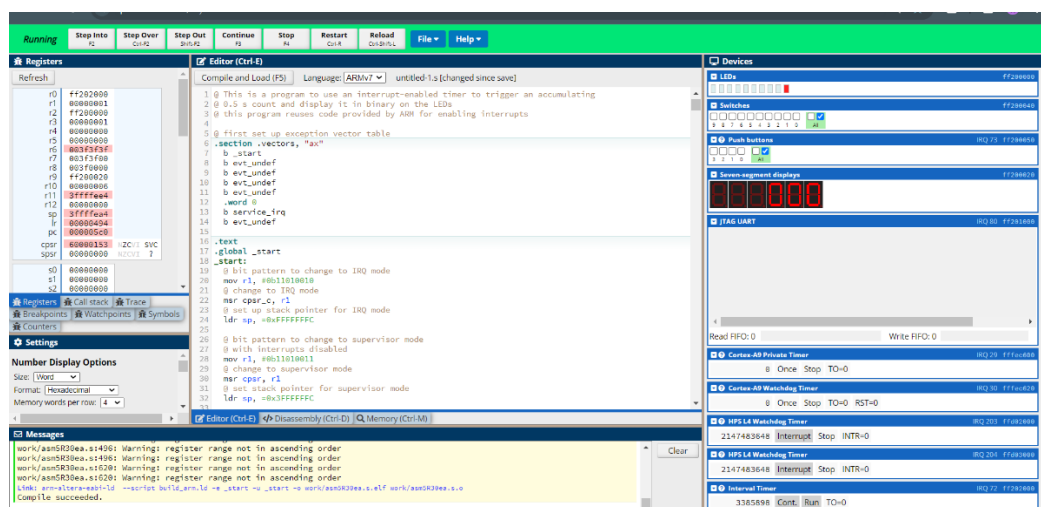 Running
Step Into F2
Step Over Ctrl-F2
Step Out Shift-F2
Continue F3
Stop F4
Restart Ctrl-R
Reload Ctrl-Shift-L
File
Help
Registers
Refresh
r0 ff202000
r1 00000001
r2 ff200000
r3 00000001
r4 00000000
r5 00000000
r6 003f3f3f
r7 003f3f00
r8 003f0000
r9 ff200020
r10 00000006
r11 3ffffee4
r12 00000000
sp 3ffffea4
lr 00000494
pc 000005c0
cpsr 60000153 NZCVI SVC
spsr 00000000 NZCVI ?
s0 00000000
s1 00000000
s2 00000000
Registers Call stack Trace
Breakpoints Watchpoints Symbols
Counters
Settings
Number Display Options
Size: Word
Format: Hexadecimal
Memory words per row: 4
Editor (Ctrl-E)
Compile and Load (F5) Language: ARMv7 untitled-1.s [changed since save]
1 @ This is a program to use an interrupt-enabled timer to trigger an accumulating
2 @ 0.5 s count and display it in binary on the LEDs
3 @ this program reuses code provided by ARM for enabling interrupts
4
5 @ first set up exception vector table
6 .section .vectors, "ax"
7 b _start
8 b evt_undef
9 b evt_undef
10 b evt_undef
11 b evt_undef
12 .word 0
13 b service_irq
14 b evt_undef
15
16 .text
17 .global _start
18 _start:
19 @ bit pattern to change to IRQ mode
20 mov r1, #0b11010010
21 @ change to IRQ mode
22 msr cpsr_c, r1
23 @ set up stack pointer for IRQ mode
24 ldr sp, =0xFFFFFFFC
25
26 @ bit pattern to change to supervisor mode
27 @ with interrupts disabled
28 mov r1, #0b11010011
29 @ change to supervisor mode
30 msr cpsr, r1
31 @ set stack pointer for supervisor mode
32 ldr sp, =0x3FFFFFFC
33
Editor (Ctrl-E) Disassembly (Ctrl-D) Memory (Ctrl-M)
Messages
work/asm5R30ea.s:496: Warning: register range not in ascending order
work/asm5R30ea.s:496: Warning: register range not in ascending order
work/asm5R30ea.s:620: Warning: register range not in ascending order
work/asm5R30ea.s:620: Warning: register range not in ascending order
Link: arm-altera-eabi-ld --script build_arm.ld -e _start -u _start -o work/asm5R30ea.s.elf work/asm5R30ea.s.o
Compile succeeded.
Clear
Devices
LEDs ff200000
Switches ff200040
9 8 7 6 5 4 3 2 1 0 All
Push buttons IRQ 73 ff200050
3 2 1 0 All
Seven-segment displays ff200020
000
JTAG UART IRQ 80 ff201000
Read FIFO: 0 Write FIFO: 0
Cortex-A9 Private Timer IRQ 29 fffec600
0 Once Stop TO=0
Cortex-A9 Watchdog Timer IRQ 30 fffec620
0 Once Stop TO=0 RST=0
HPS L4 Watchdog Timer IRQ 203 ffd02000
2147483648 Interrupt Stop INTR=0
HPS L4 Watchdog Timer IRQ 204 ffd03000
2147483648 Interrupt Stop INTR=0
Interval Timer IRQ 72 ff202000
3385898 Cont. Run TO=0